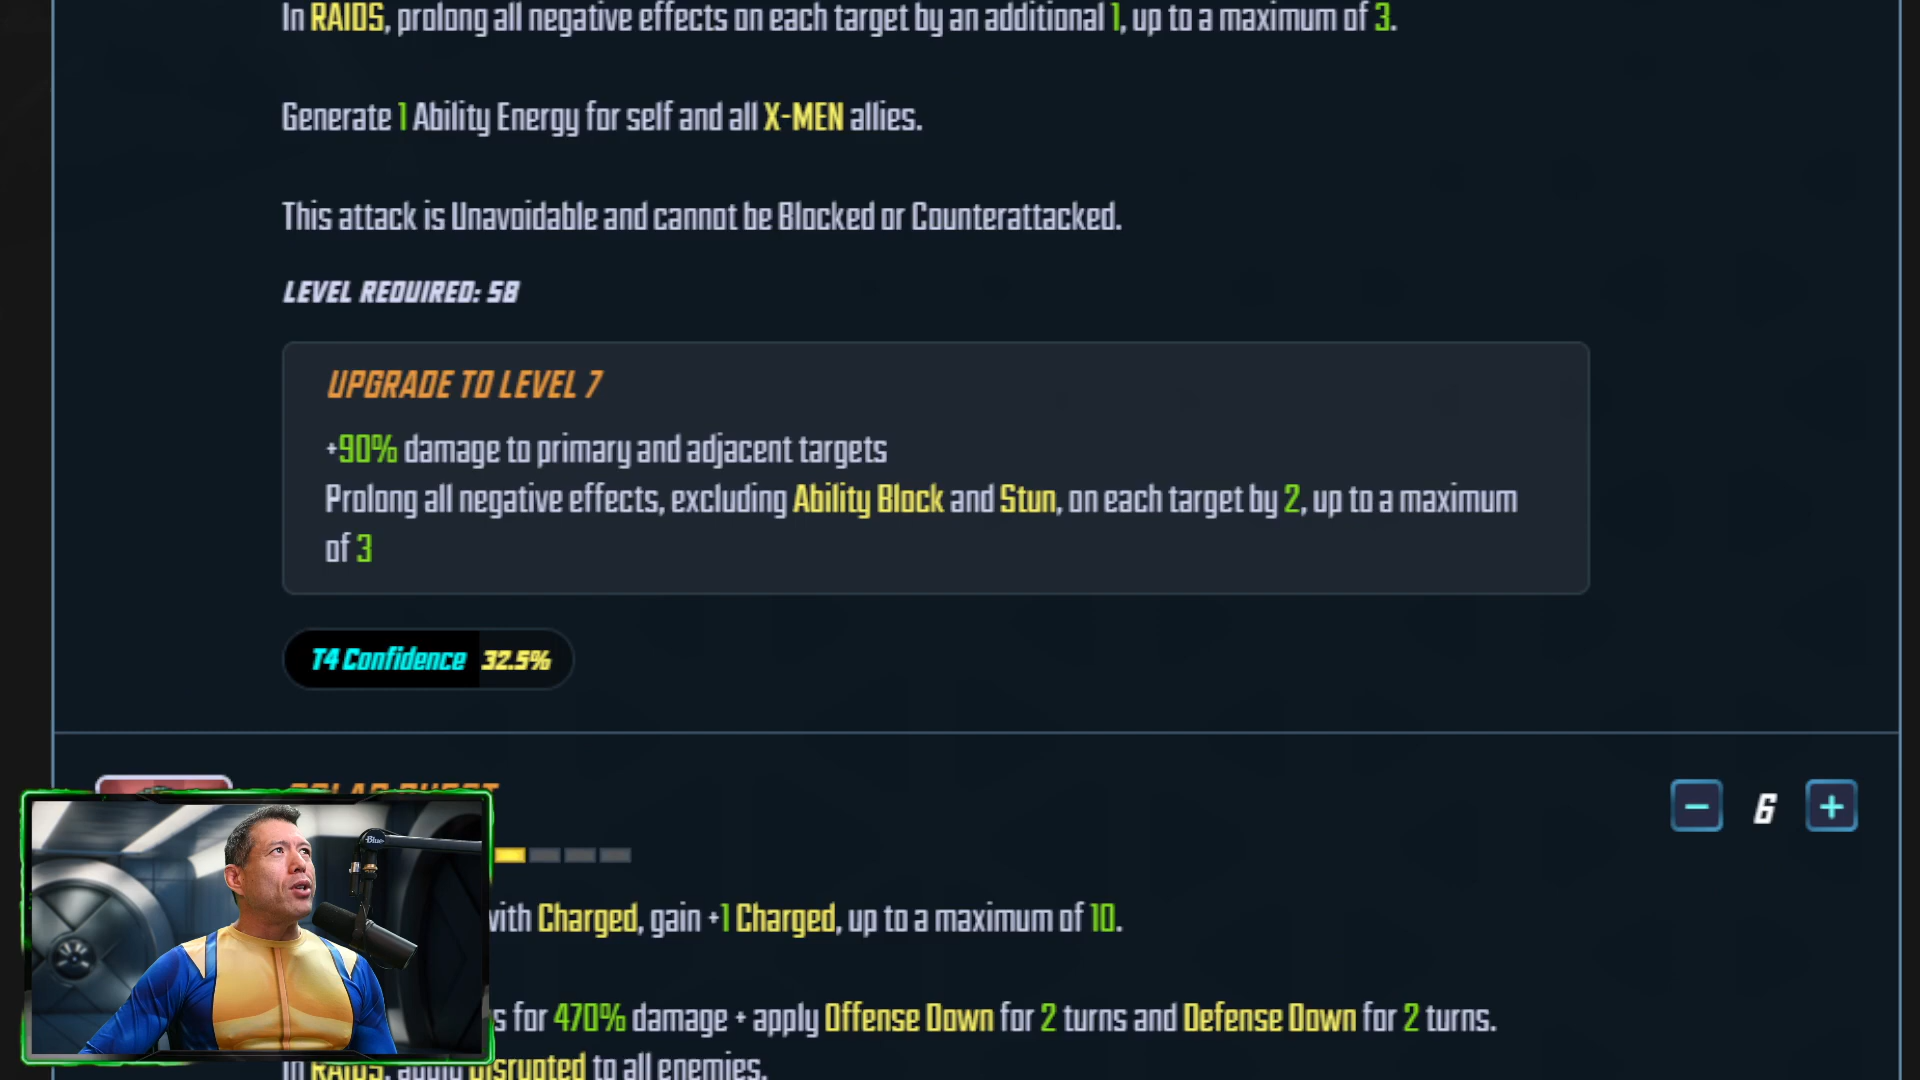 In RAIDS, prolong all negative effects on each target by an additional 1, up to a maximum of 3.
Generate 1 Ability Energy for self and all X-MEN allies.
This attack is Unavoidable and cannot be Blocked or Counterattacked.
LEVEL REQUIRED: 58
UPGRADE TO LEVEL 7
+90% damage to primary and adjacent targets
Prolong all negative effects, excluding Ability Block and Stun, on each target by 2, up to a maximum
of 3
T4 Confidence 32.5%
6
with Charged, gain +1 Charged, up to a maximum of 10.
s for 470% damage + apply Offense Down for 2 turns and Defense Down for 2 turns.
In RAIDS, apply Disrupted to all enemies.
Blue